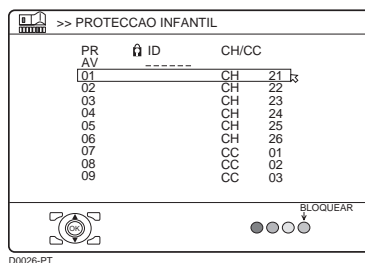 >> PROTECCAO INFANTIL
PR ID CH/CC
AV ------
01 CH 21
02 CH 22
03 CH 23
04 CH 24
05 CH 25
06 CH 26
07 CC 01
08 CC 02
09 CC 03
BLOQUEAR
OK
D0026-PT